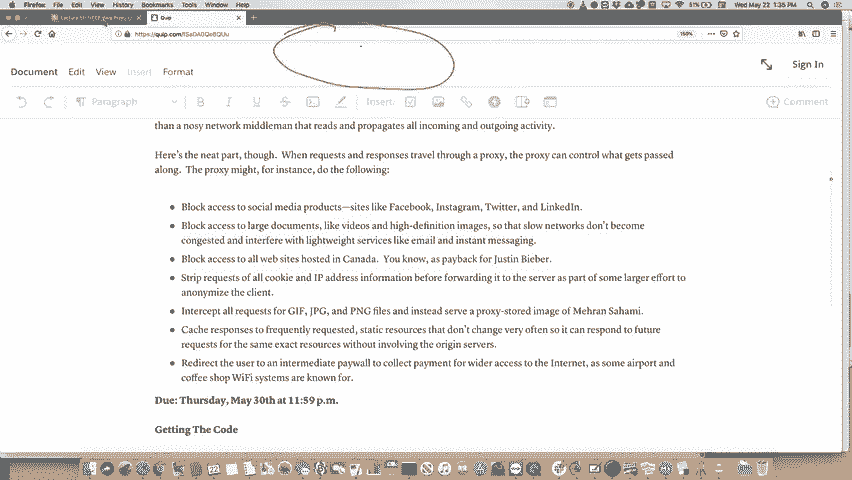 Firefox File Edit View History Bookmarks Tools Window Help
51% Wed May 22 1:35 PM
Quip
150%
Document Edit View Insert Format
Sign In
Paragraph
B I U S
Insert
Comment
than a nosy network middleman that reads and propagates all incoming and outgoing activity.
Here's the neat part, though. When requests and responses travel through a proxy, the proxy can control what gets passed
along. The proxy might, for instance, do the following:
Block access to social media products—sites like Facebook, Instagram, Twitter, and LinkedIn.
Block access to large documents, like videos and high-definition images, so that slow networks don't become
congested and interfere with lightweight services like email and instant messaging.
Block access to all web sites hosted in Canada. You know, as payback for Justin Bieber.
Strip requests of all cookie and IP address information before forwarding it to the server as part of some larger effort to
anonymize the client.
Intercept all requests for GIF, JPG, and PNG files and instead serve a proxy-stored image of Mehran Sahami.
Cache responses to frequently requested, static resources that don't change very often so it can respond to future
requests for the same exact resources without involving the origin servers.
Redirect the user to an intermediate paywall to collect payment for wider access to the Internet, as some airport and
coffee shop WiFi systems are known for.
Due: Thursday, May 30th at 11:59 p.m.
Getting The Code